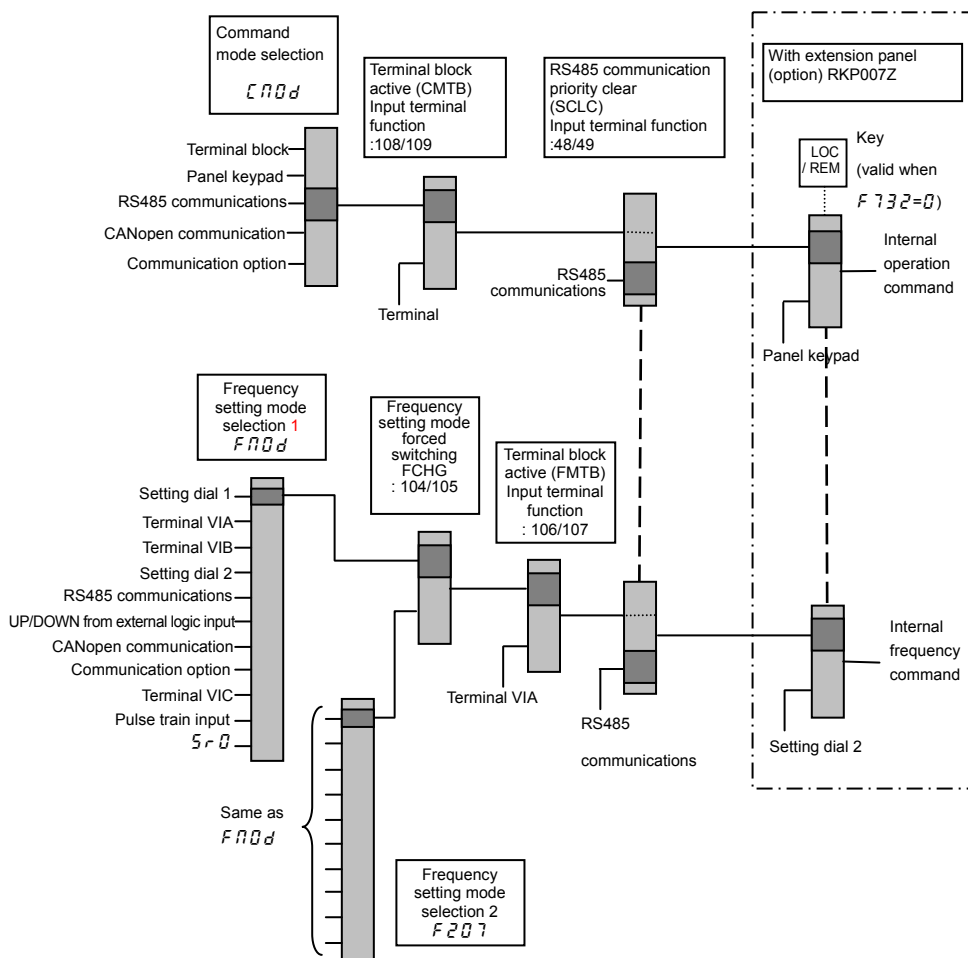 Command
mode selection
CMOd
Terminal block
active (CMTB)
Input terminal
function
:108/109
RS485 communication
priority clear
(SCLC)
Input terminal function
:48/49
With extension panel
(option) RKP007Z
LOC
/ REM
Key
(valid when
F732=0)
Terminal block
Panel keypad
RS485 communications
CANopen communication
Communication option
Terminal
RS485
communications
Internal
operation
command
Panel keypad
Frequency
setting mode
selection 1
FMOd
Frequency
setting mode
forced
switching
FCHG
: 104/105
Terminal block
active (FMTB)
Input terminal
function
: 106/107
Setting dial 1
Terminal VIA
Terminal VIB
Setting dial 2
RS485 communications
UP/DOWN from external logic input
CANopen communication
Communication option
Terminal VIC
Pulse train input
Sr0
Terminal VIA
RS485
communications
Internal
frequency
command
Setting dial 2
Same as
FMOd
Frequency
setting mode
selection 2
F207